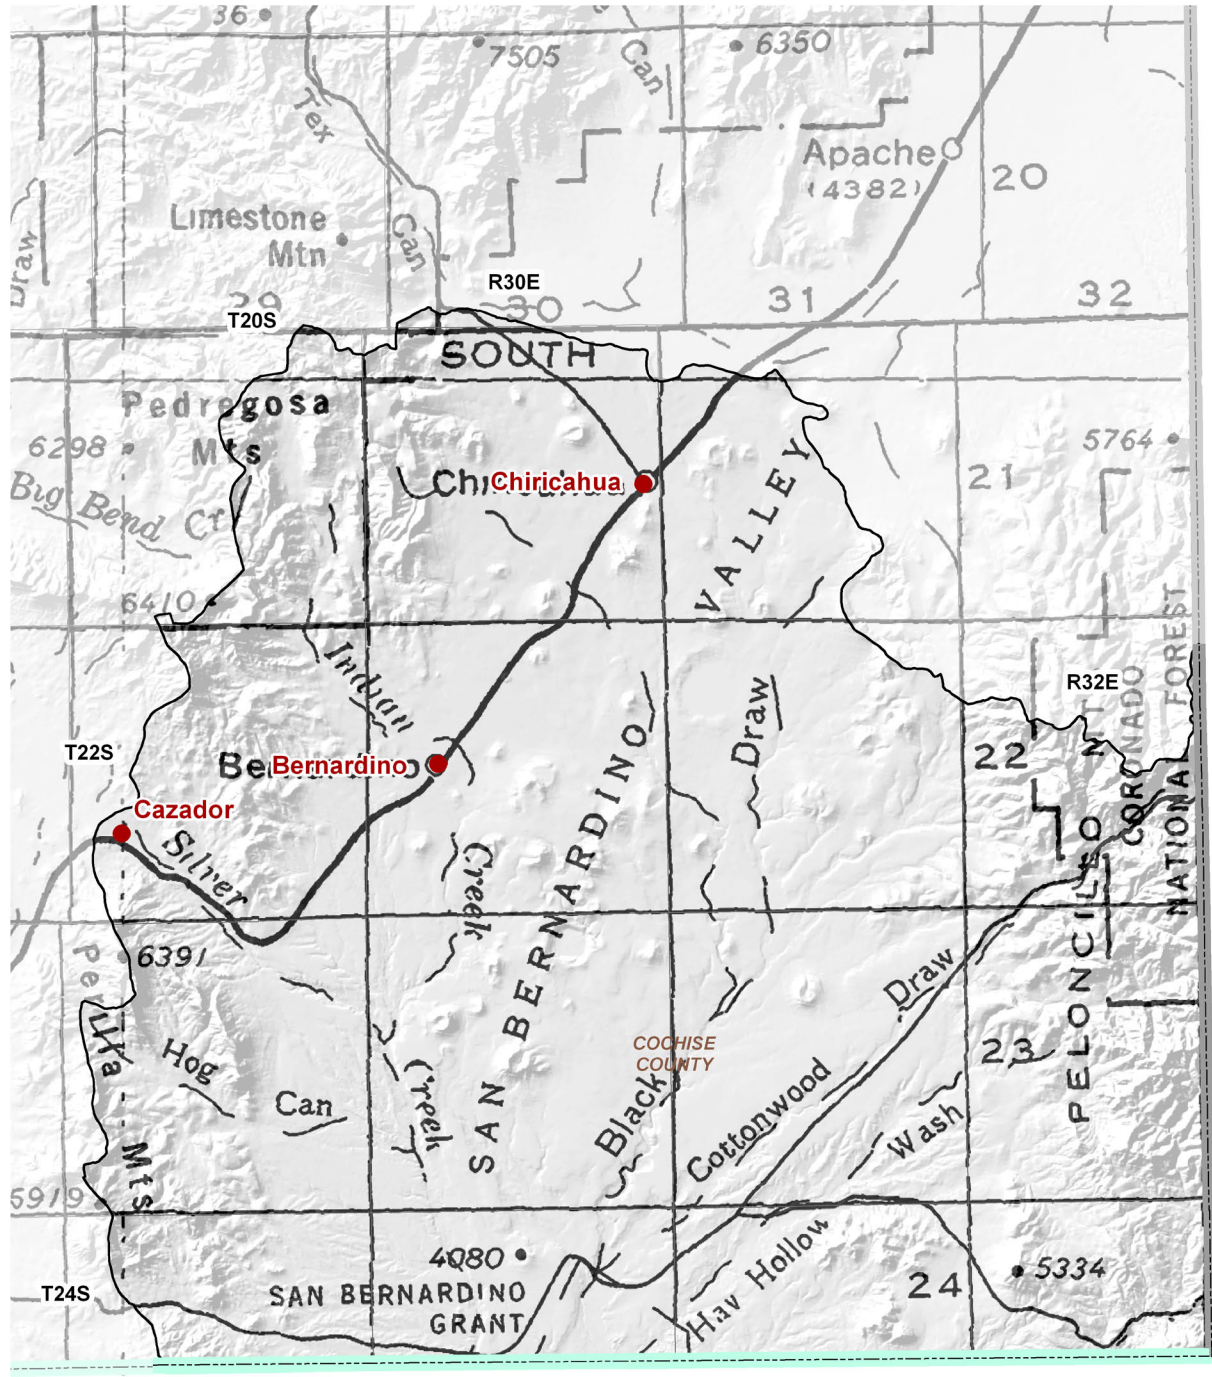 36
7505
6350
Can
Tex
Apache
(4382)
20
Limestone
Mtn
Can
Draw
R30E
29
30
31
32
T20S
SOUTH
Pedregosa
Mts
6298
5764
Big Bend Cr
Chiricahua
21
VALLEY
6410
Indian
FOREST
R32E
CORONADO
NATIONAL
T22S
Draw
22
Bernardino
Cazador
Silver
Creek
SAN BERNARDINO
PELONCILLO MT
6391
Draw
Hog
Can
Creek
COCHISE
COUNTY
23
Black
Cottonwood
Wash
Mts
5919
4080
Hay Hollow
5334
T24S
SAN BERNARDINO
GRANT
24